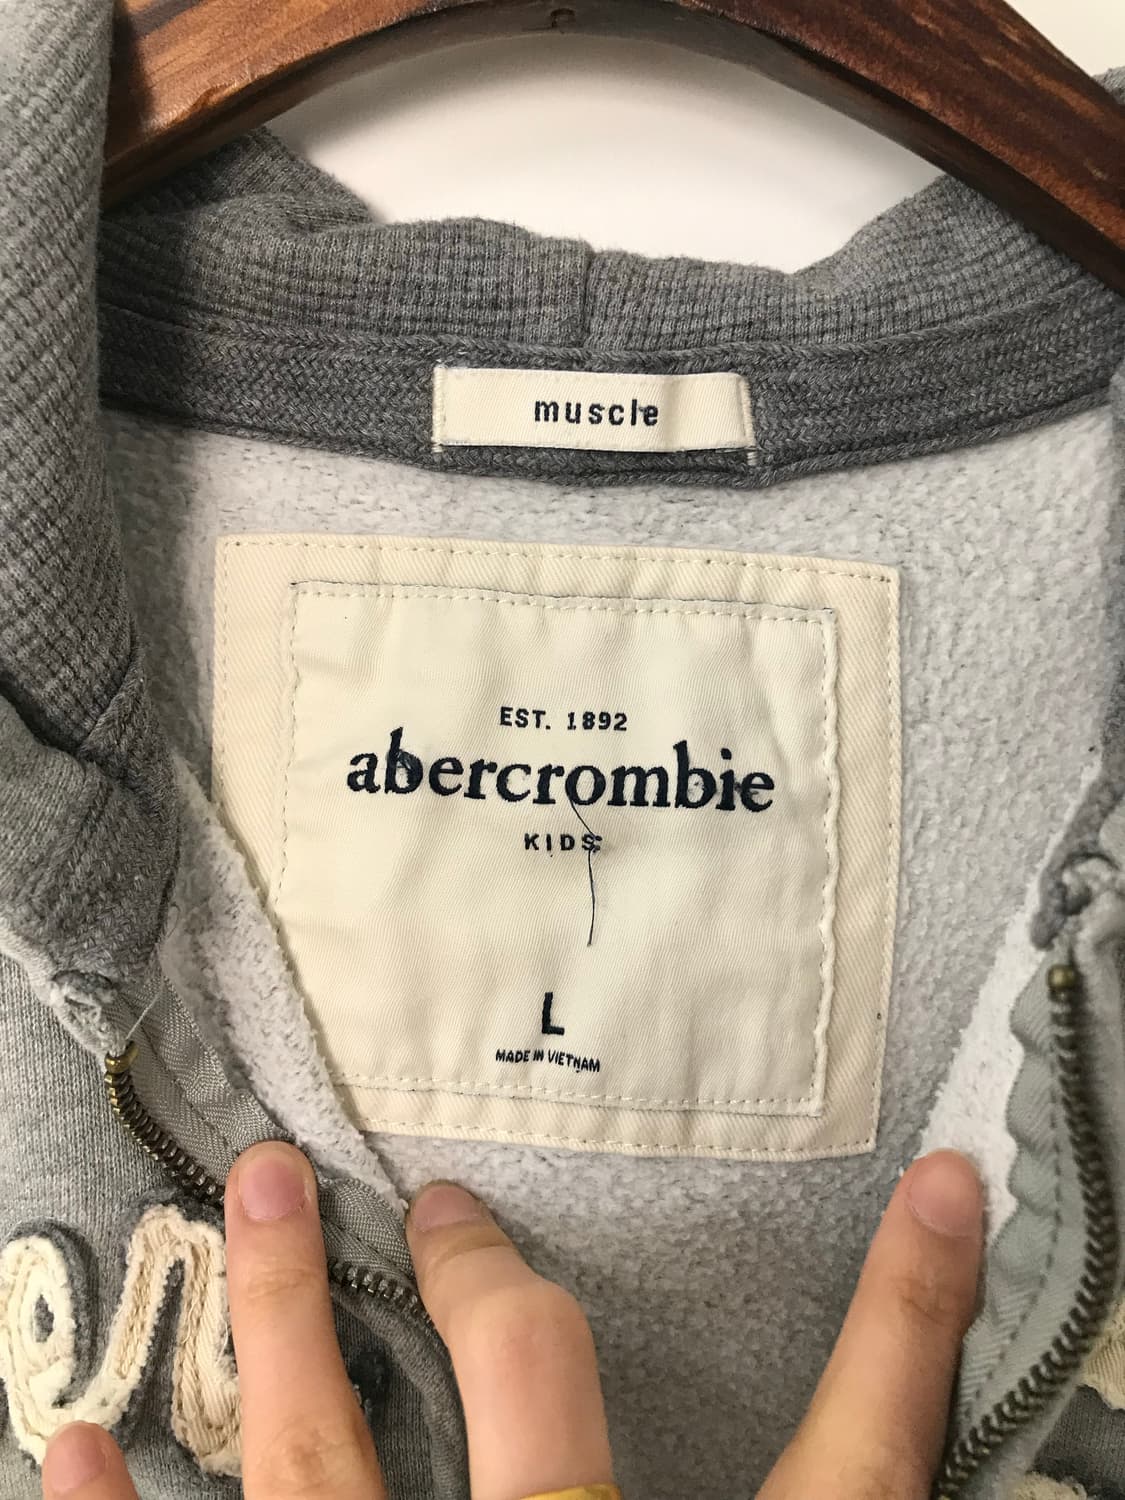 muscle
EST. 1892
abercrombie
KIDS
L
MADE IN VIETNAM